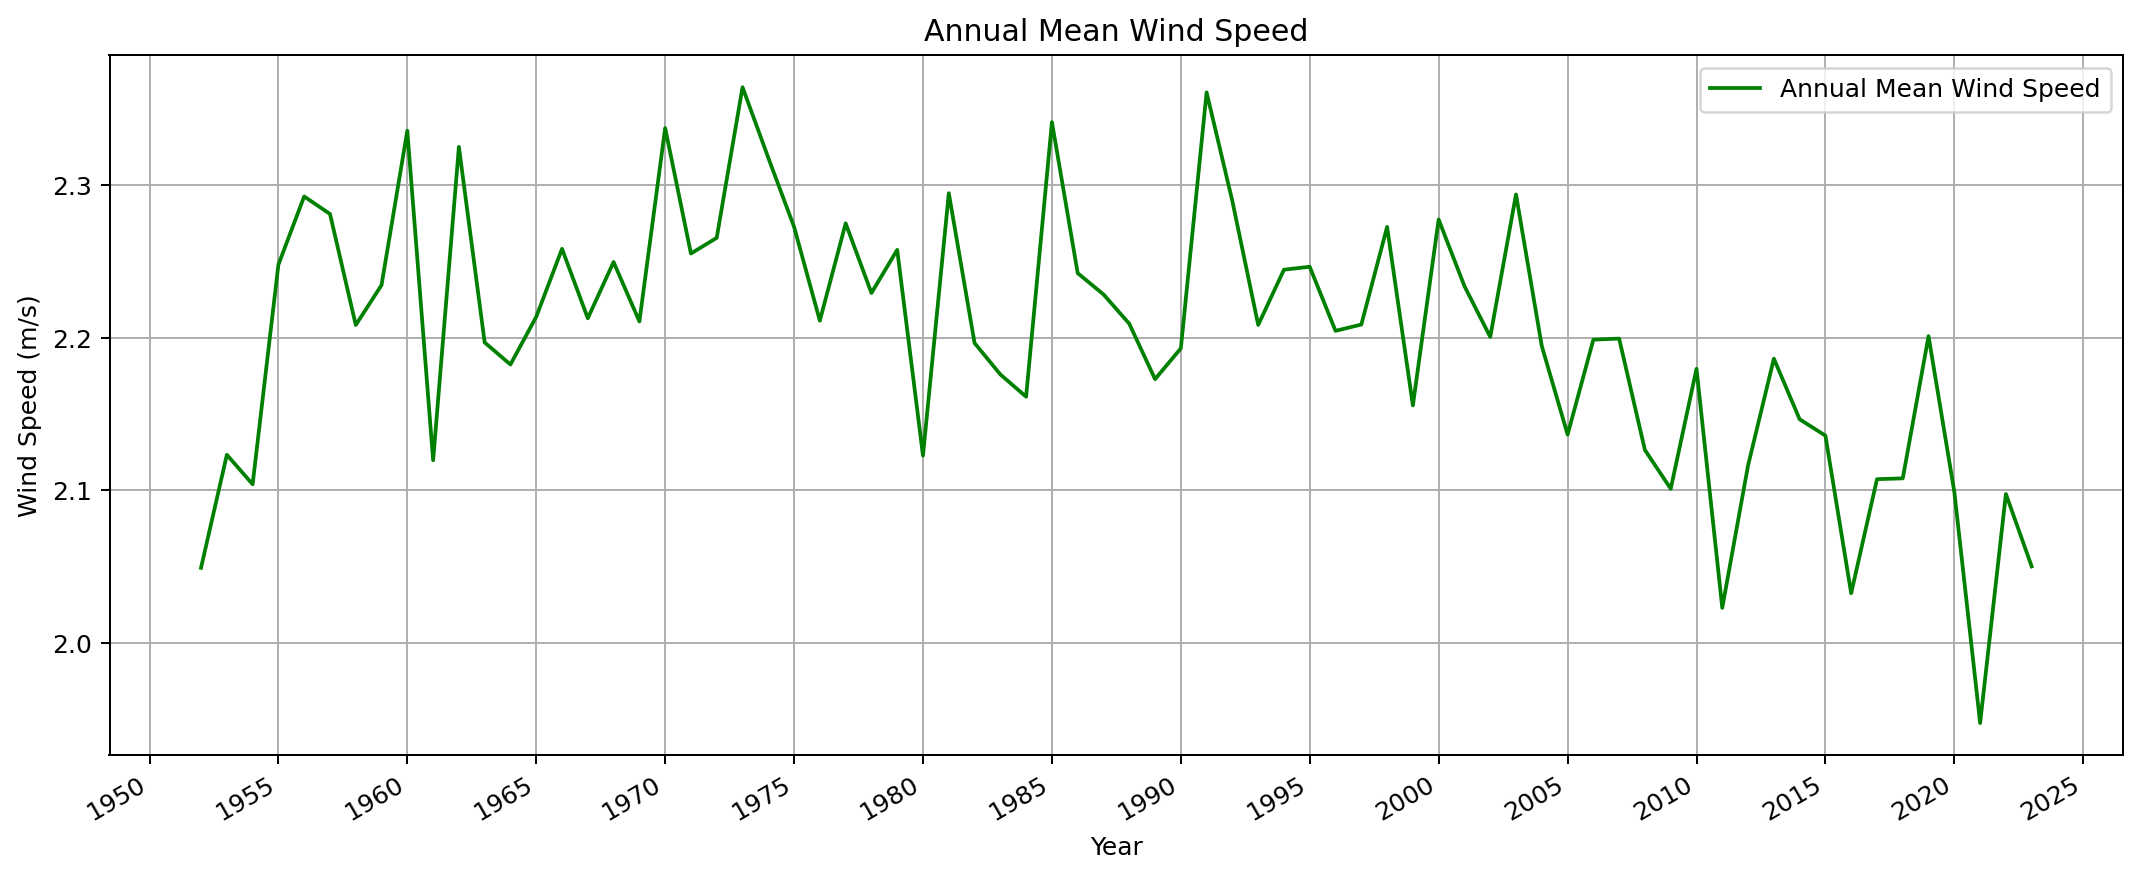 Annual Mean Wind Speed
Annual Mean Wind Speed
Wind Speed (m/s)
2.3
2.2
2.1
2.0
1950 1955 1960 1965 1970 1975 1980 1985 1990 1995 2000 2005 2010 2015 2020 2025
Year